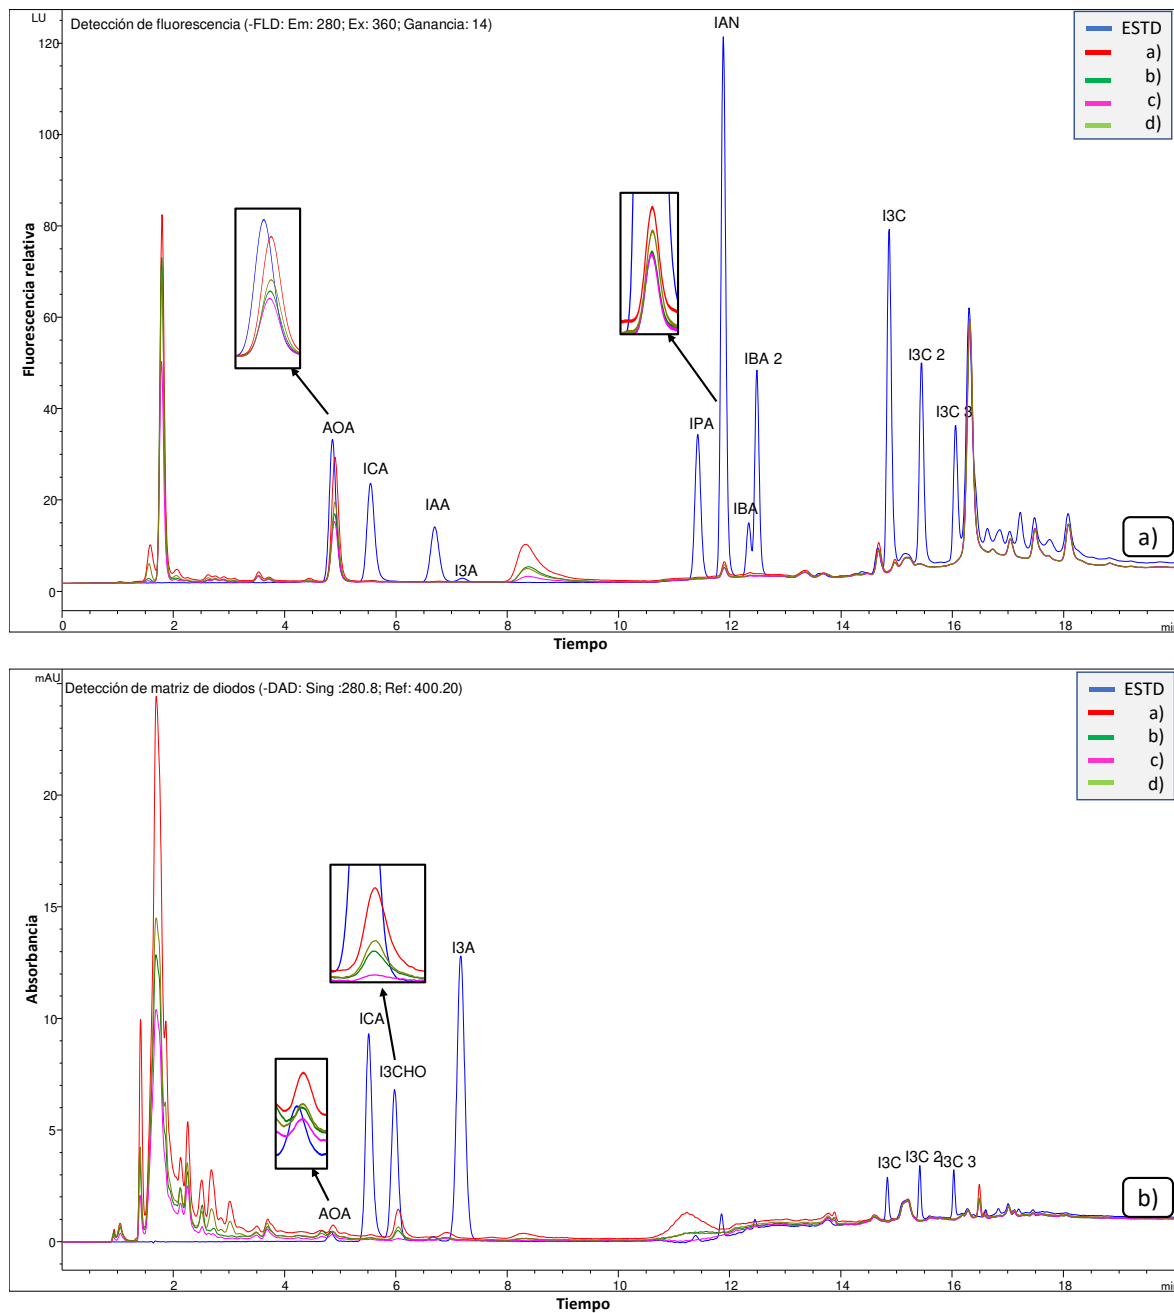 LU
Detección de fluorescencia (-FLD: Em: 280; Ex: 360; Ganancia: 14)
IAN
ESTD
a)
b)
c)
d)
120
100
80
60
40
20
0
Fluorescencia relativa
I3C
IBA 2
I3C 2
I3C 3
AOA
ICA
IAA
I3A
IPA
IBA
a)
0
2
4
6
8
10
12
14
16
18
min
Tiempo
mAU
Detección de matriz de diodos (-DAD: Sing :280.8; Ref: 400.20)
ESTD
a)
b)
c)
d)
20
15
10
5
0
Absorbancia
I3A
ICA
I3CHO
AOA
I3C
I3C 2
I3C 3
b)
2
4
6
8
10
12
14
16
18
min
Tiempo